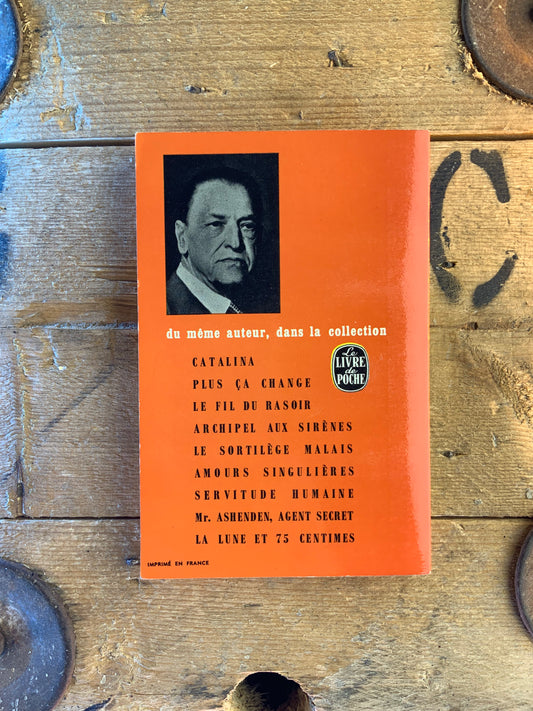 du même auteur, dans la collection
Le
LIVRE
de
POCHE
CATALINA
PLUS ÇA CHANGE
LE FIL DU RASOIR
ARCHIPEL AUX SIRÈNES
LE SORTILÈGE MALAIS
AMOURS SINGULIÈRES
SERVITUDE HUMAINE
Mr. ASHENDEN, AGENT SECRET
LA LUNE ET 75 CENTIMES
IMPRIMÉ EN FRANCE